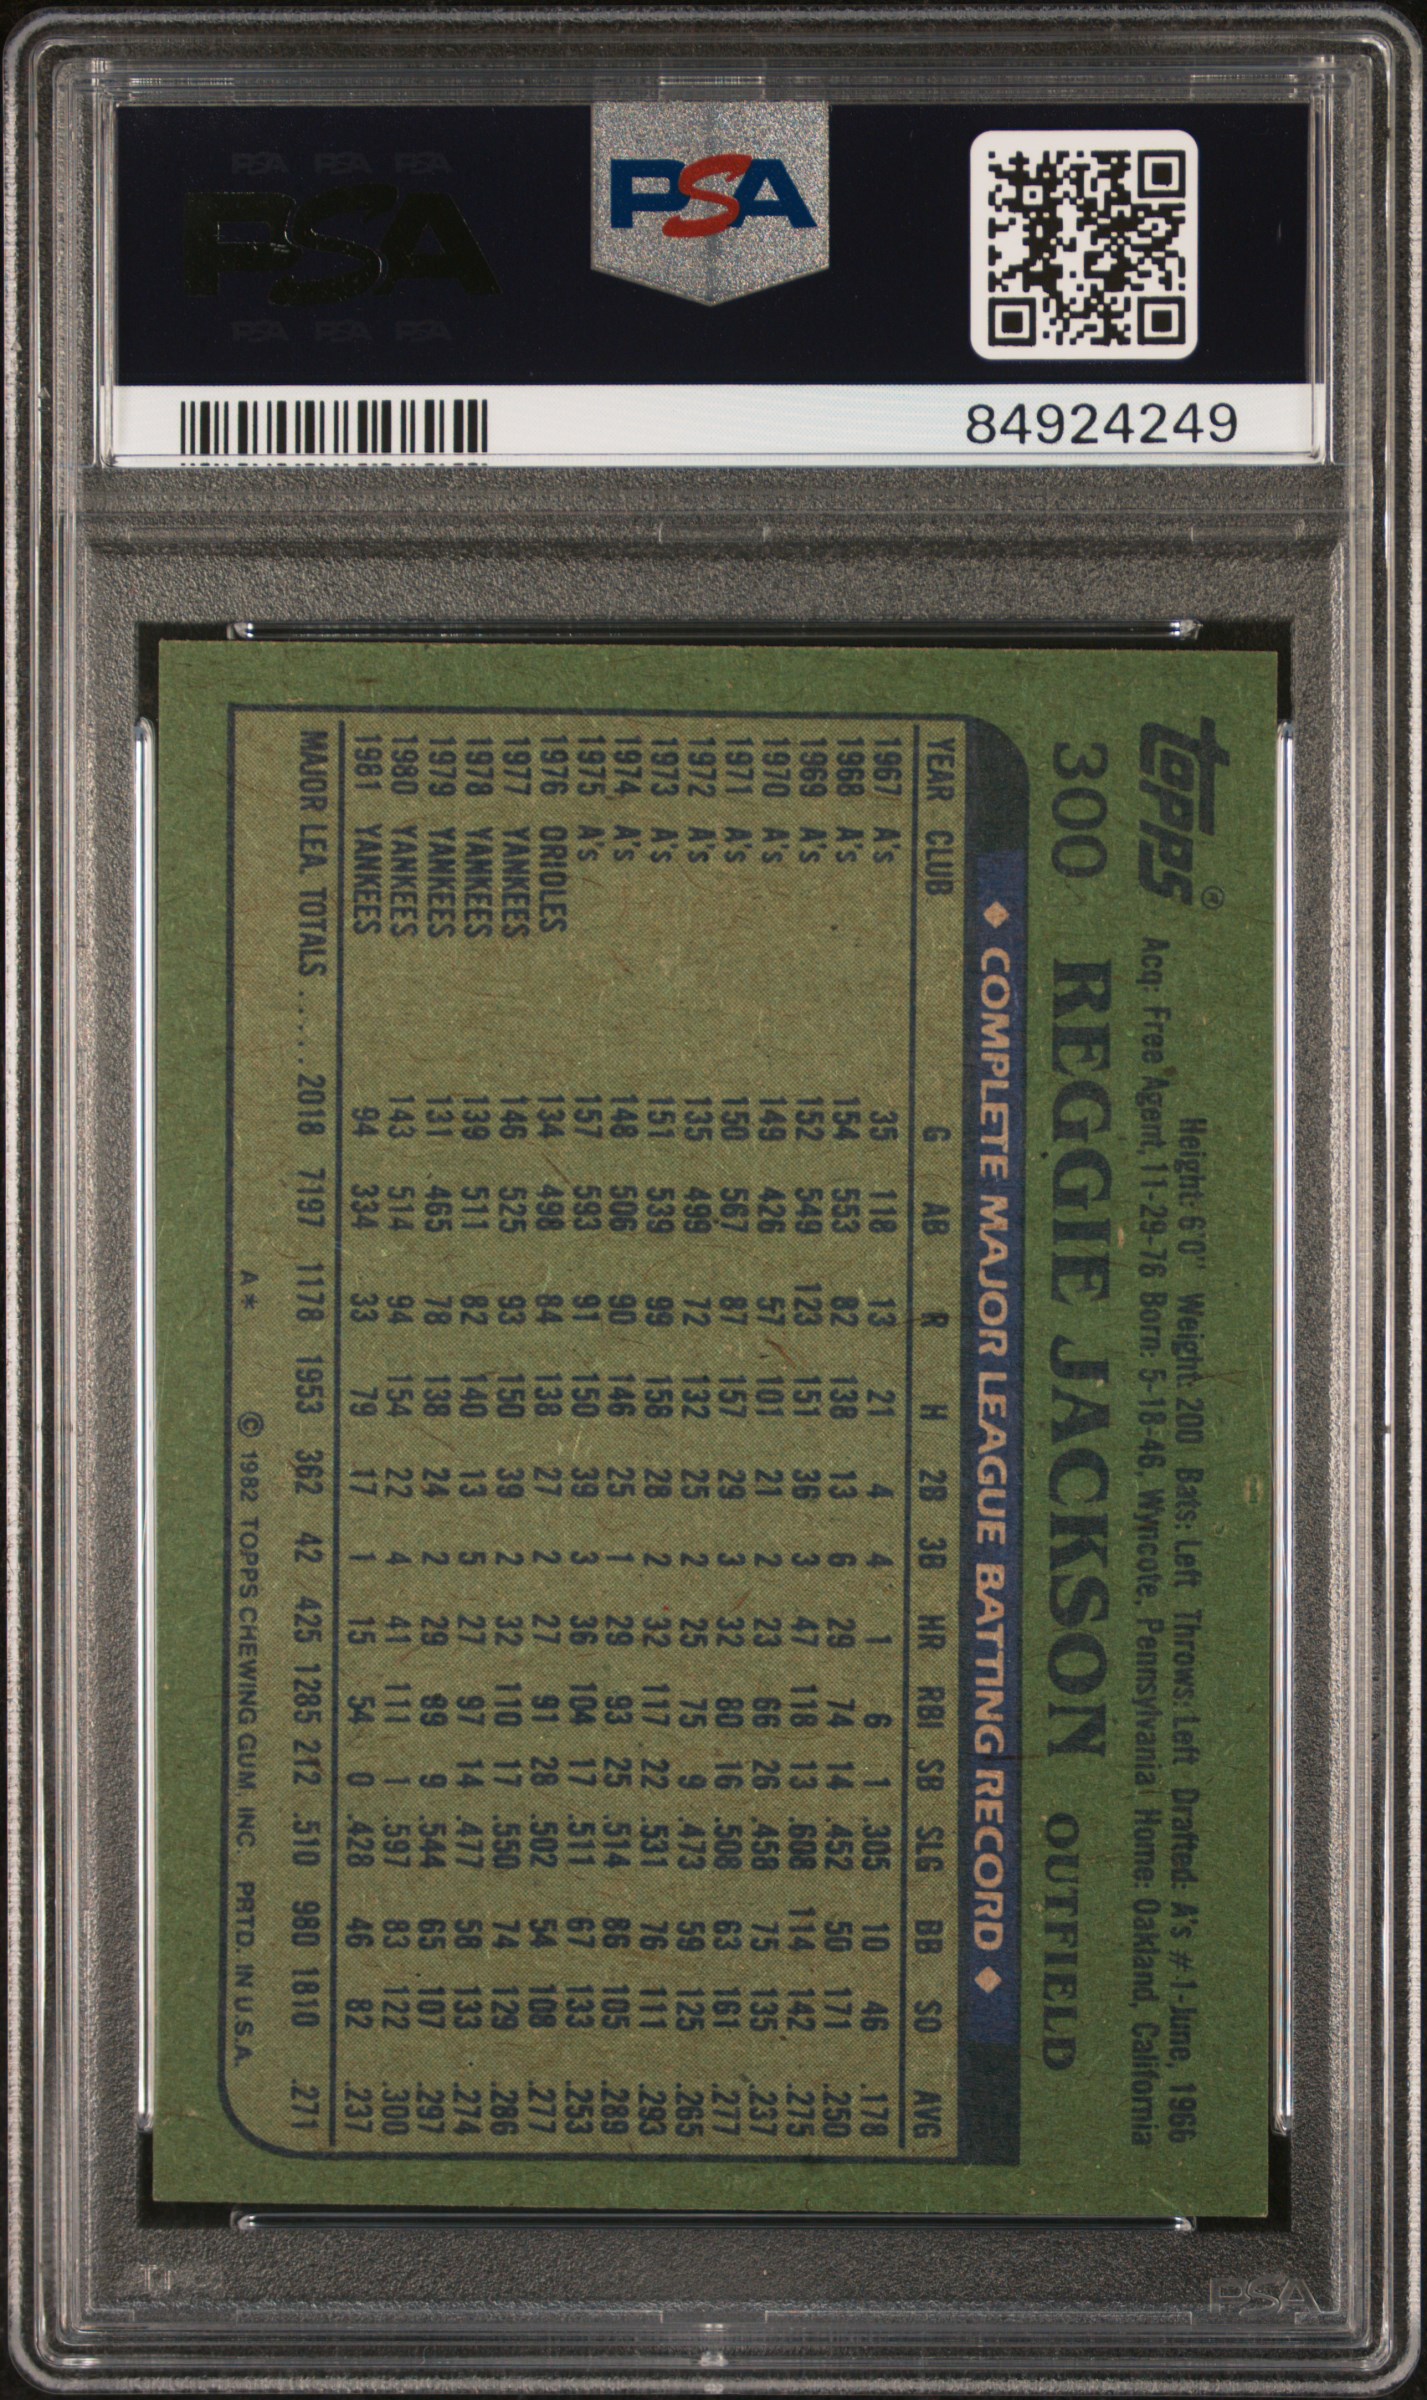 PSA PSA PSA
PSA
PSA PSA PSA
PSA
84924249
Topps®
Height: 6'0" Weight: 200 Bats: Left Throws: Left Drafted: A's #1-June, 1966
Acq: Free Agent, 11-29-76 Born: 5-18-46, Wyncote, Pennsylvania Home: Oakland, California
300 REGGIE JACKSON OUTFIELD
◆ COMPLETE MAJOR LEAGUE BATTING RECORD ◆
YEAR CLUB G AB R H 2B 3B HR RBI SB SLG BB SO AVG
1967 A's 35 118 13 21 4 4 1 6 1 .305 10 46 .178
1968 A's 154 553 82 138 13 6 29 74 14 .452 50 171 .250
1969 A's 152 549 123 151 36 3 47 118 13 .608 114 142 .275
1970 A's 149 426 57 101 21 2 23 66 26 .458 75 135 .237
1971 A's 150 567 87 157 29 3 32 80 16 .508 63 161 .277
1972 A's 135 499 72 132 25 2 25 75 9 .473 59 125 .265
1973 A's 151 539 99 158 28 2 32 117 22 .531 76 111 .293
1974 A's 148 506 90 146 25 1 29 93 25 .514 86 105 .289
1975 A's 157 593 91 150 39 3 36 104 17 .511 67 133 .253
1976 ORIOLES 134 498 84 138 27 2 27 91 28 .502 54 108 .277
1977 YANKEES 146 525 93 150 39 2 32 110 17 .550 74 129 .286
1978 YANKEES 139 511 82 140 13 5 27 97 14 .477 58 133 .274
1979 YANKEES 131 465 78 138 24 2 29 89 9 .544 65 107 .297
1980 YANKEES 143 514 94 154 22 4 41 111 1 .597 83 122 .300
1981 YANKEES 94 334 33 79 17 1 15 54 0 .428 46 82 .237
MAJOR LEA. TOTALS ...... 2018 7197 1178 1953 362 42 425 1285 212 .510 980 1810 .271
A* © 1982 TOPPS CHEWING GUM, INC. PRTD. IN U.S.A.
PSA